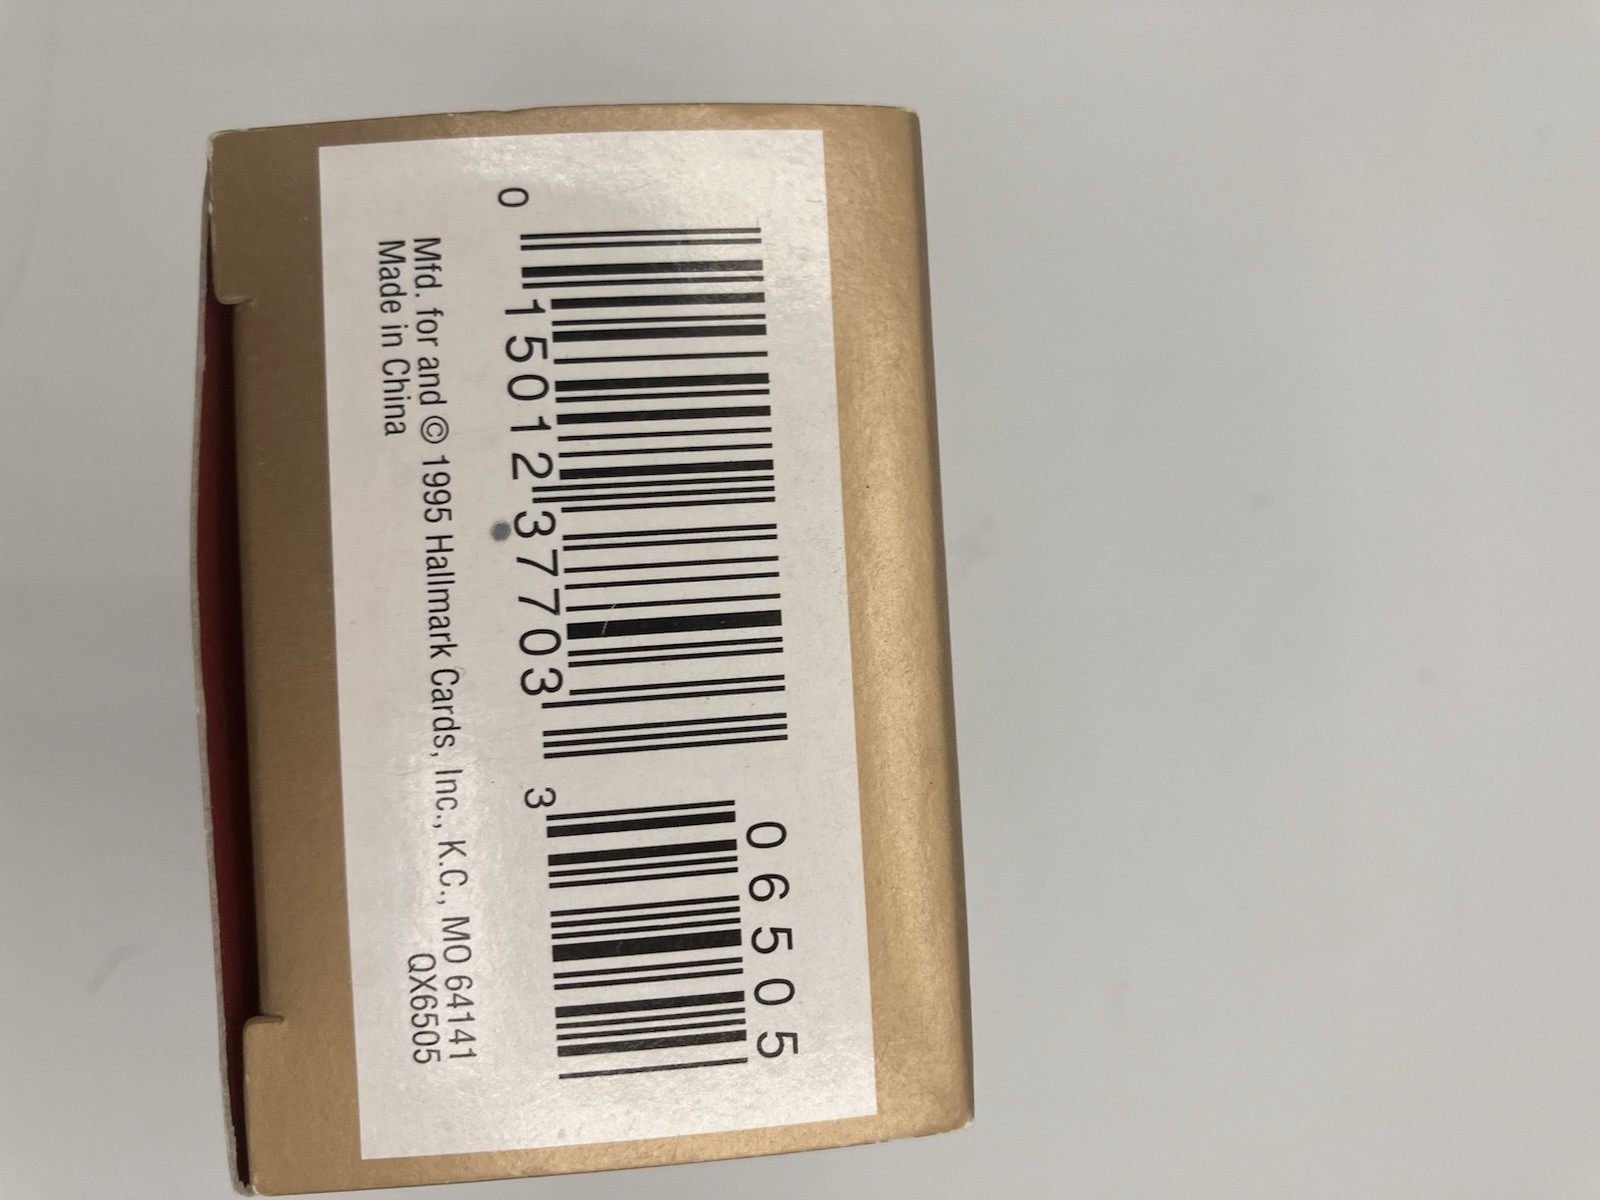 06505
0 15012 37703 3
Mfd. for and © 1995 Hallmark Cards, Inc., K.C., MO 64141
Made in China QX6505